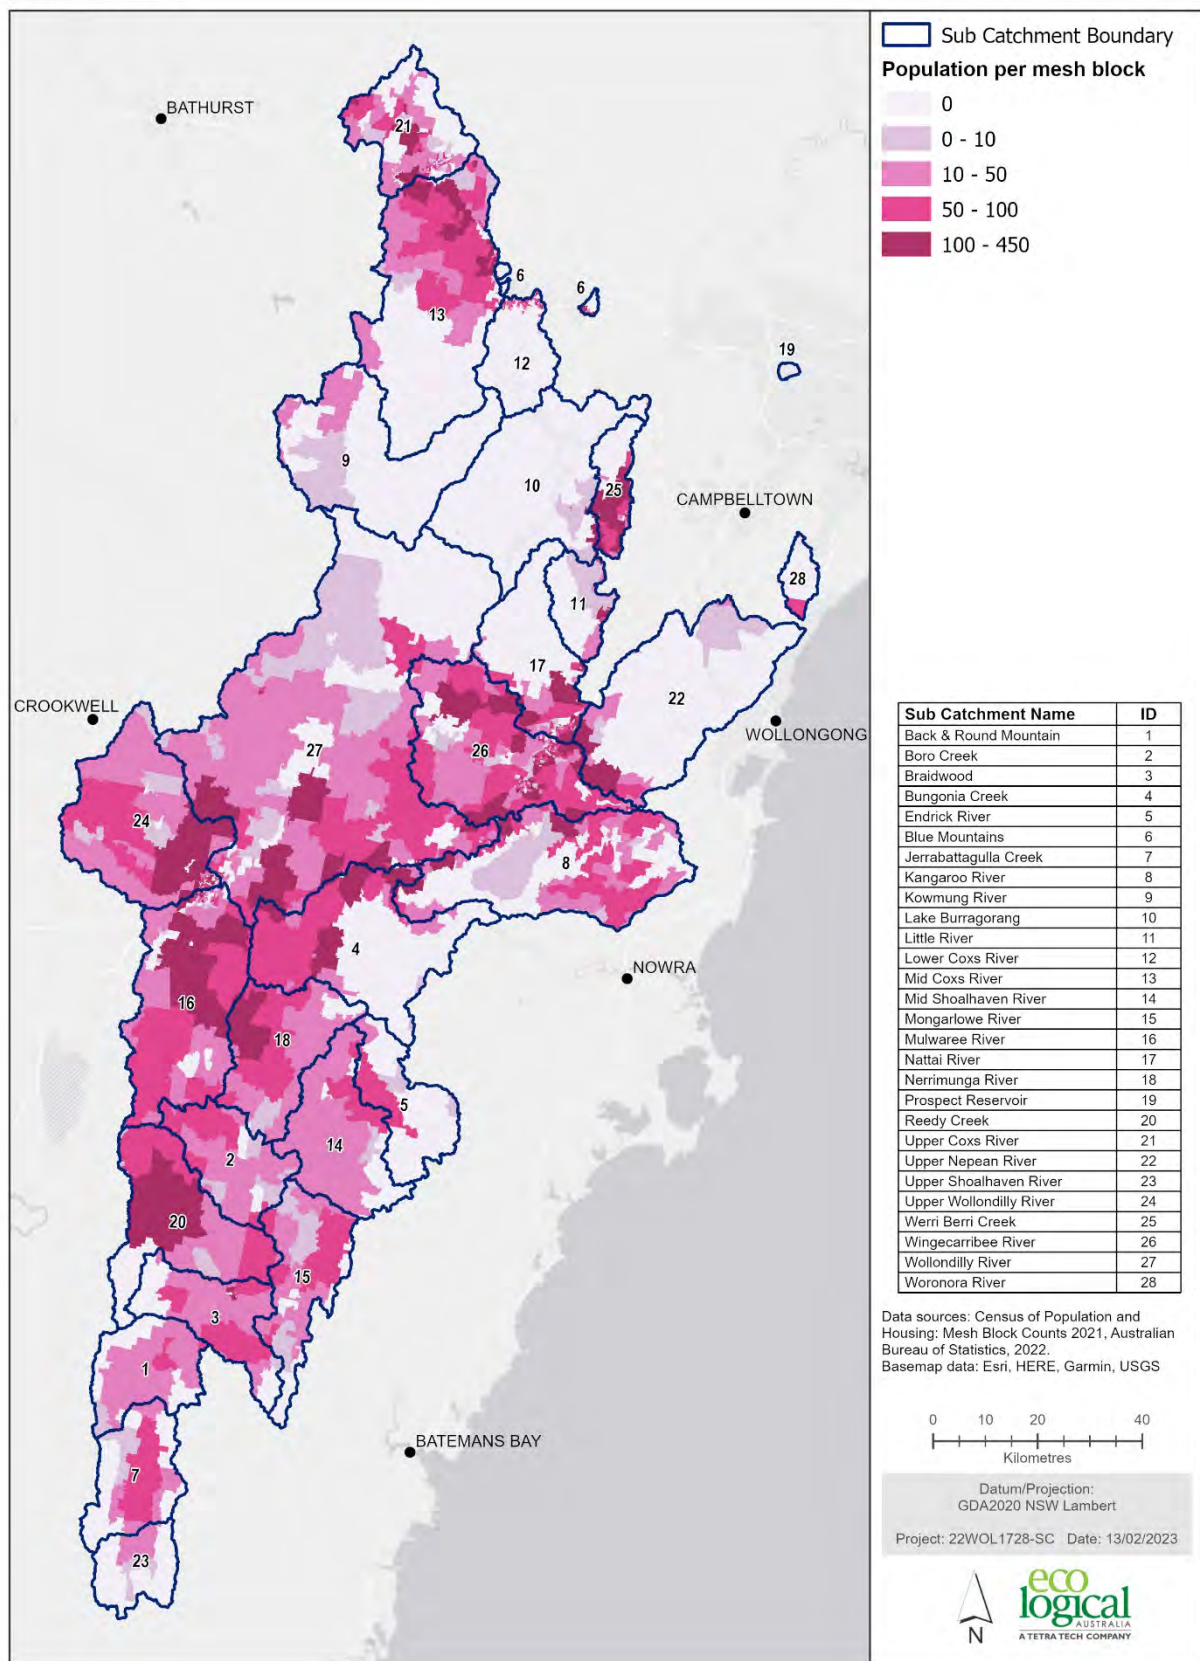 BATHURST
21
6
6
13
19
12
9
10
25
CAMPBELLTOWN
28
11
17
22
CROOKWELL
WOLLONGONG
27
26
24
8
4
NOWRA
16
18
5
14
2
20
15
3
1
BATEMANS BAY
7
23
Sub Catchment Boundary
Population per mesh block
0
0 - 10
10 - 50
50 - 100
100 - 450
Sub Catchment Name ID
Back & Round Mountain 1
Boro Creek 2
Braidwood 3
Bungonia Creek 4
Endrick River 5
Blue Mountains 6
Jerrabattagulla Creek 7
Kangaroo River 8
Kowmung River 9
Lake Burragorang 10
Little River 11
Lower Coxs River 12
Mid Coxs River 13
Mid Shoalhaven River 14
Mongarlowe River 15
Mulwaree River 16
Nattai River 17
Nerrimunga River 18
Prospect Reservoir 19
Reedy Creek 20
Upper Coxs River 21
Upper Nepean River 22
Upper Shoalhaven River 23
Upper Wollondilly River 24
Werri Berri Creek 25
Wingecarribee River 26
Wollondilly River 27
Woronora River 28
Data sources: Census of Population and
Housing: Mesh Block Counts 2021, Australian
Bureau of Statistics, 2022.
Basemap data: Esri, HERE, Garmin, USGS
0 10 20 40
Kilometres
Datum/Projection:
GDA2020 NSW Lambert
Project: 22WOL1728-SC Date: 13/02/2023
N
eco
logical
AUSTRALIA
A TETRA TECH COMPANY